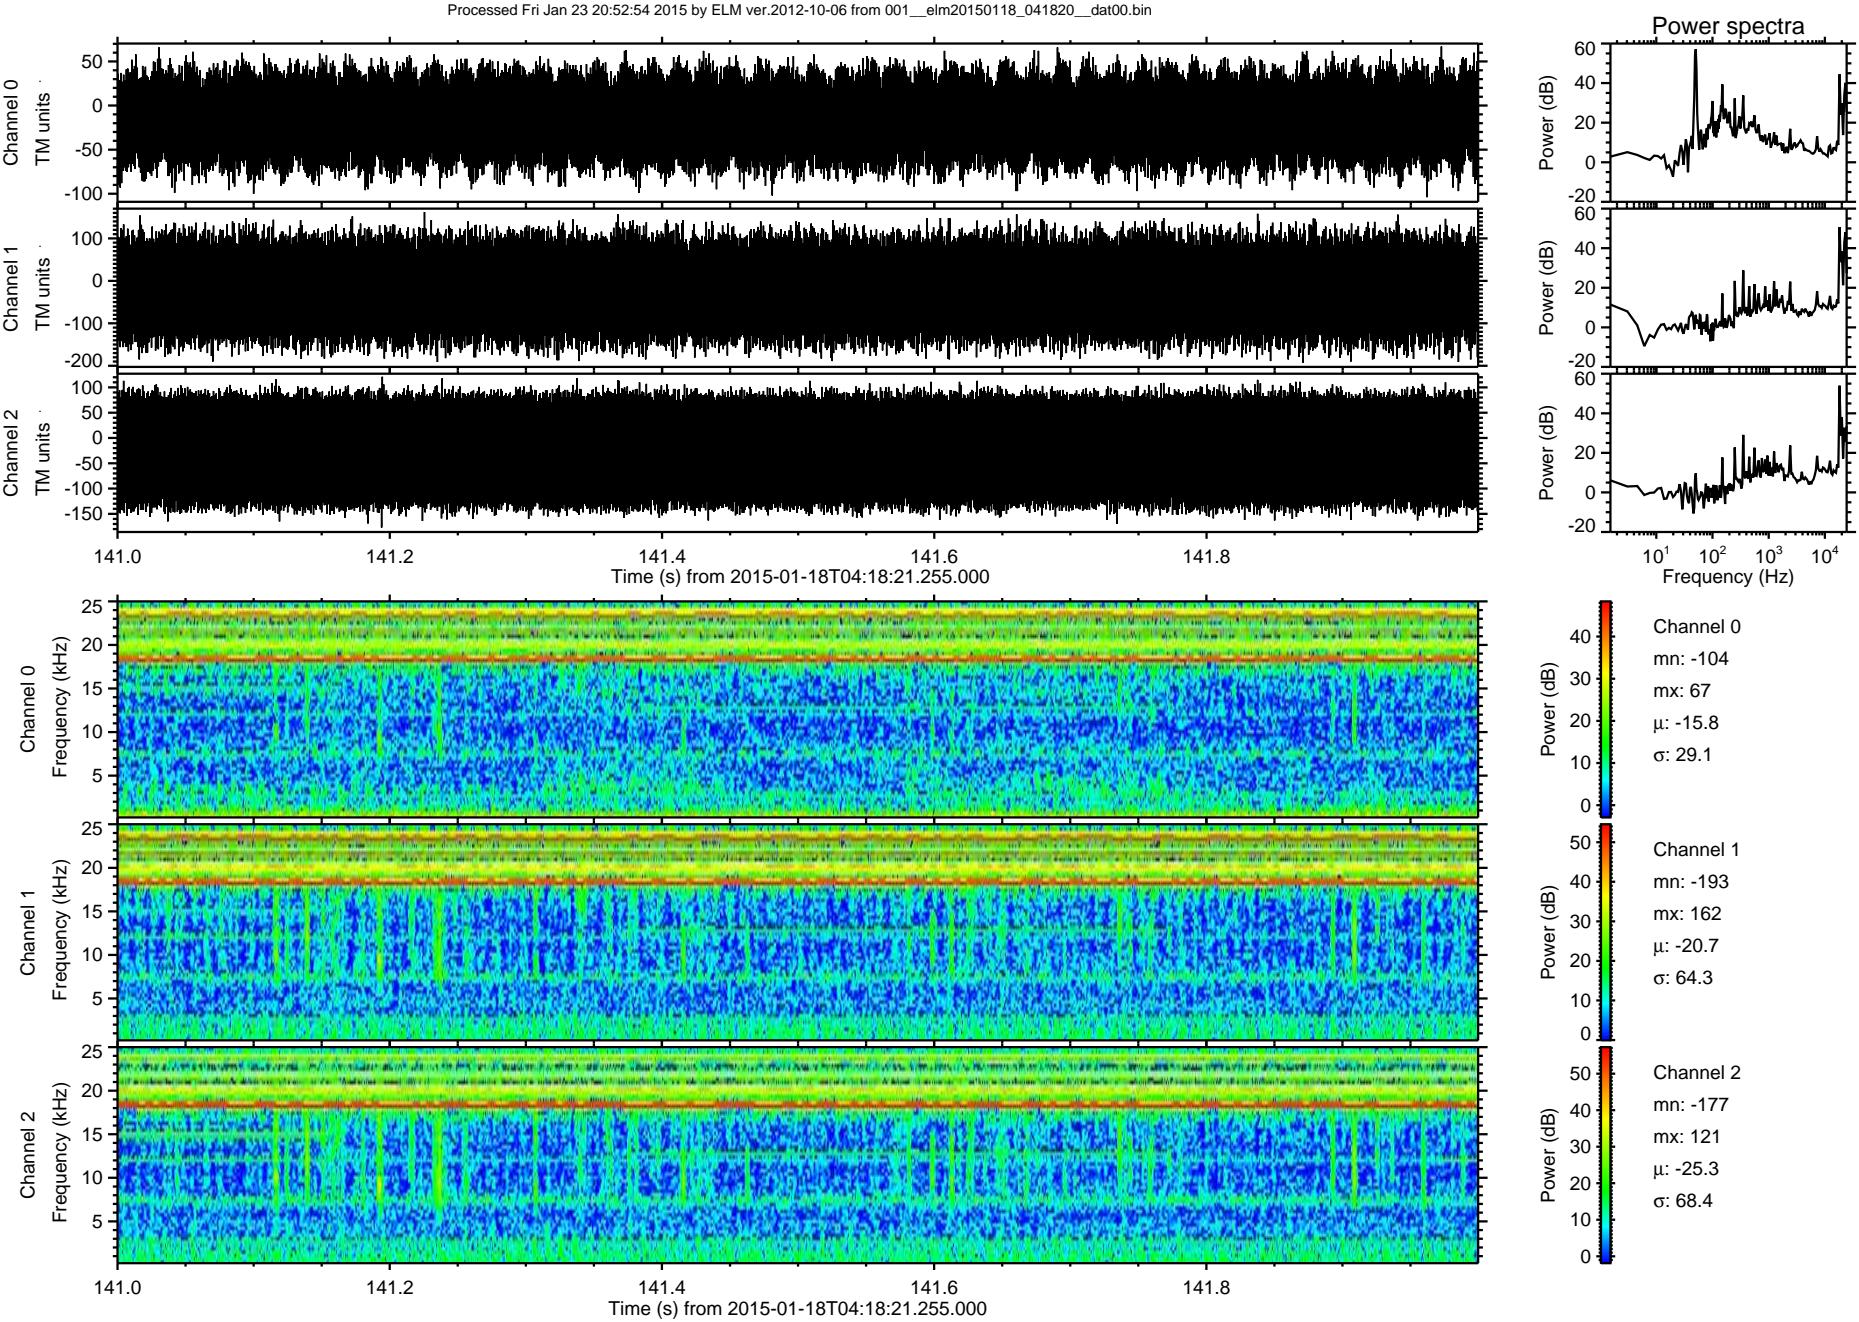 Processed Fri Jan 23 20:52:54 2015 by ELM ver.2012-10-06 from 001__elm20150118_041820__dat00.bin
Power spectra
Channel 0
TM units
50
0
-50
-100
Power (dB)
60
40
20
0
-20
Channel 1
TM units
100
0
-100
-200
Power (dB)
60
40
20
0
-20
Channel 2
TM units
100
50
0
-50
-100
-150
Power (dB)
60
40
20
0
-20
141.0 141.2 141.4 141.6 141.8
Time (s) from 2015-01-18T04:18:21.255.000
10¹ 10² 10³ 10⁴
Frequency (Hz)
Channel 0
Frequency (kHz)
25
20
15
10
5
Power (dB)
40
30
20
10
0
Channel 0
mn: -104
mx: 67
μ: -15.8
σ: 29.1
Channel 1
Frequency (kHz)
25
20
15
10
5
Power (dB)
50
40
30
20
10
0
Channel 1
mn: -193
mx: 162
μ: -20.7
σ: 64.3
Channel 2
Frequency (kHz)
25
20
15
10
5
Power (dB)
50
40
30
20
10
0
Channel 2
mn: -177
mx: 121
μ: -25.3
σ: 68.4
141.0 141.2 141.4 141.6 141.8
Time (s) from 2015-01-18T04:18:21.255.000